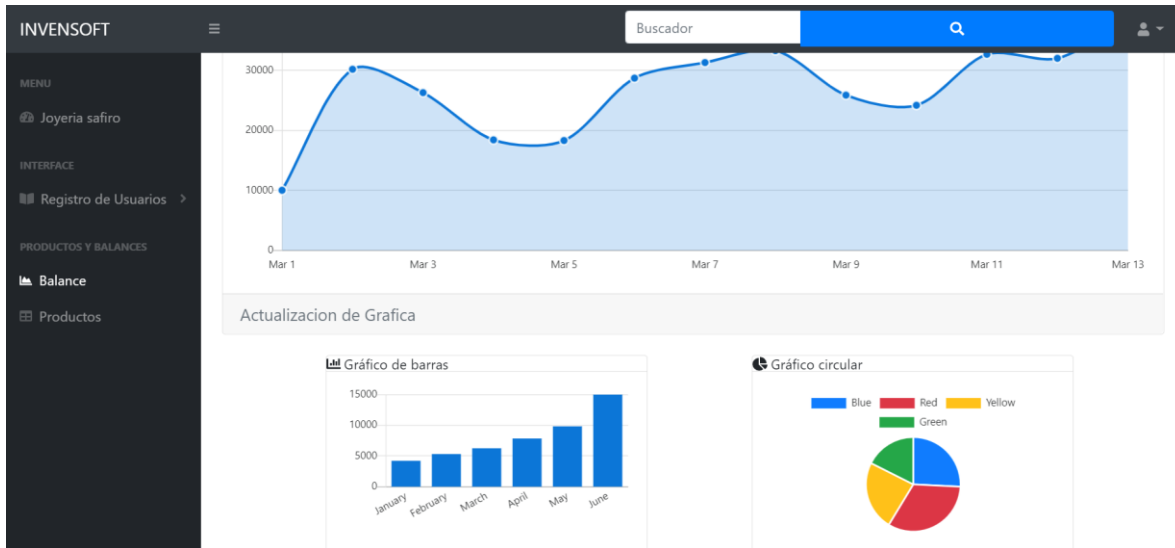 INVENSOFT
Buscador
MENU
Joyeria safiro
INTERFACE
Registro de Usuarios
PRODUCTOS Y BALANCES
Balance
Productos
30000
20000
10000
0
Mar 1 Mar 3 Mar 5 Mar 7 Mar 9 Mar 11 Mar 13
Actualizacion de Grafica
Gráfico de barras
15000
10000
5000
0
January February March April May June
Gráfico circular
Blue Red Yellow
Green